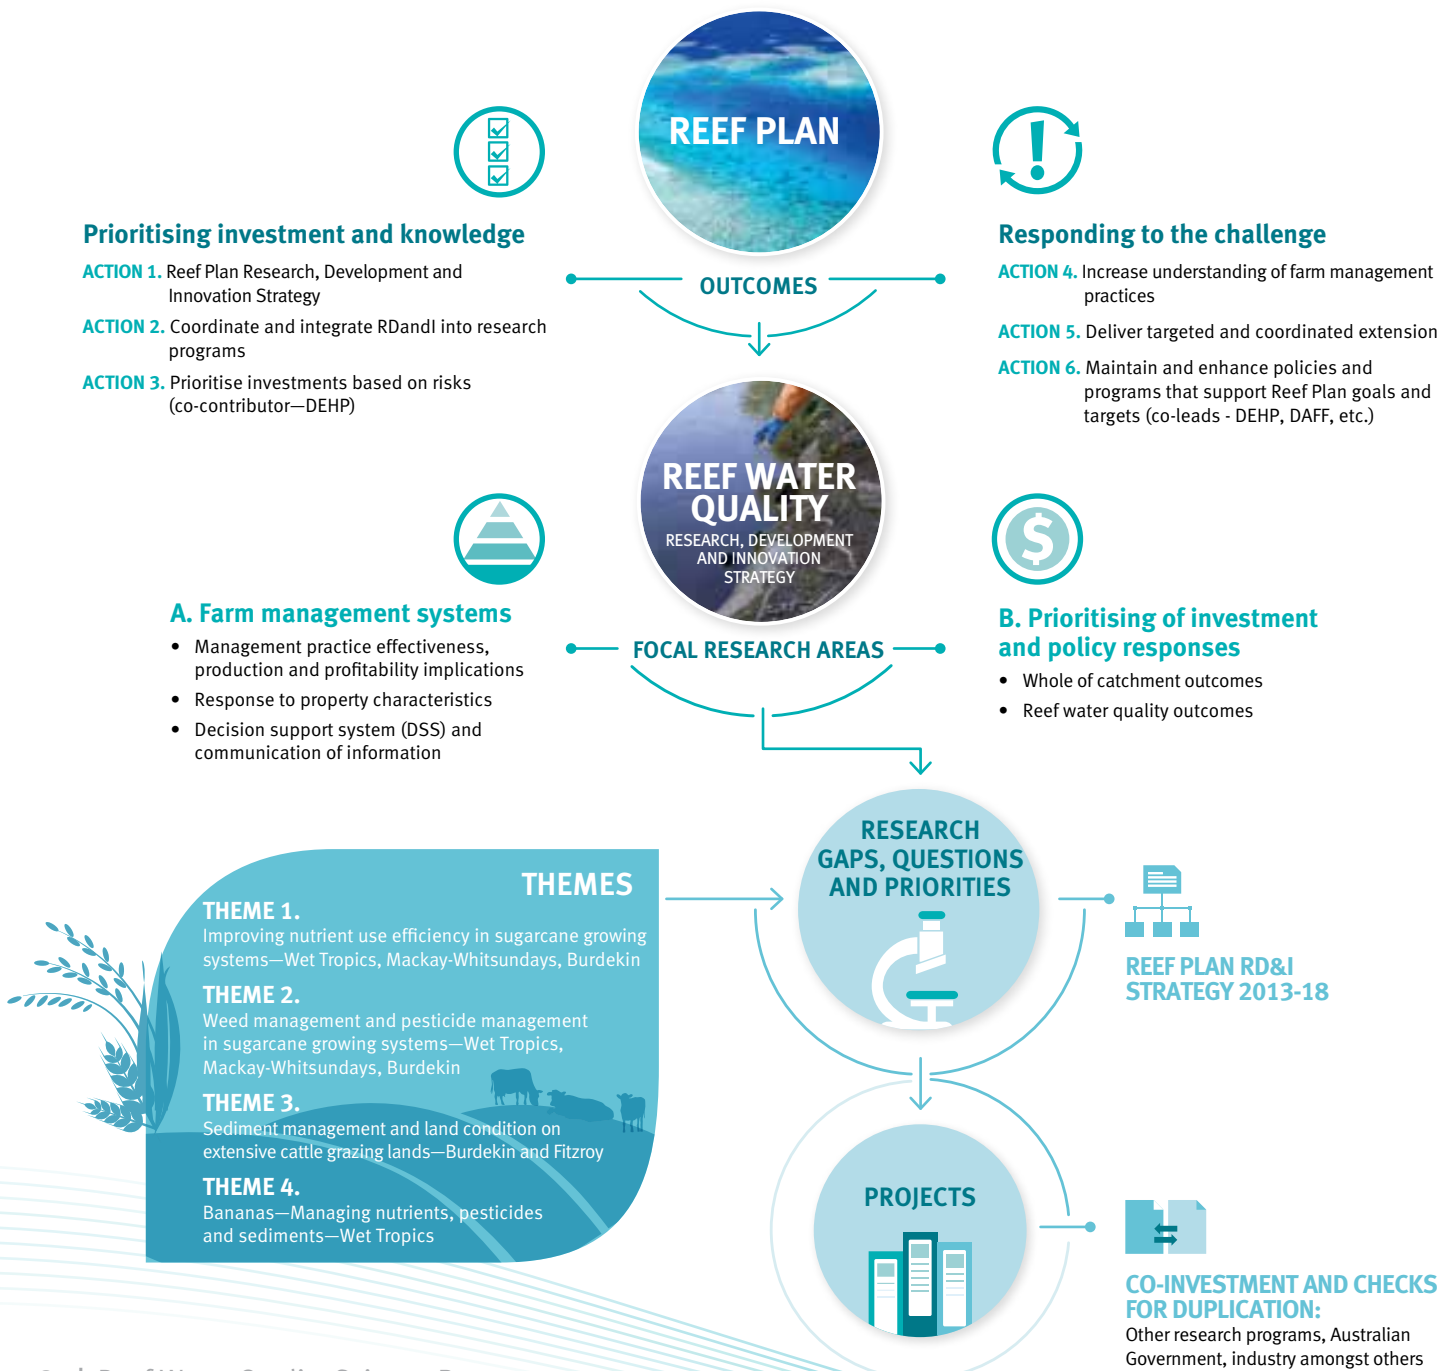 REEF PLAN
Prioritising investment and knowledge
ACTION 1. Reef Plan Research, Development and
Innovation Strategy
ACTION 2. Coordinate and integrate RDandI into research
programs
ACTION 3. Prioritise investments based on risks
(co-contributor—DEHP)
OUTCOMES
Responding to the challenge
ACTION 4. Increase understanding of farm management
practices
ACTION 5. Deliver targeted and coordinated extension
ACTION 6. Maintain and enhance policies and
programs that support Reef Plan goals and
targets (co-leads - DEHP, DAFF, etc.)
REEF WATER
QUALITY
RESEARCH, DEVELOPMENT
AND INNOVATION
STRATEGY
A. Farm management systems
• Management practice effectiveness,
production and profitability implications
• Response to property characteristics
• Decision support system (DSS) and
communication of information
FOCAL RESEARCH AREAS
$
B. Prioritising of investment
and policy responses
• Whole of catchment outcomes
• Reef water quality outcomes
RESEARCH
GAPS, QUESTIONS
AND PRIORITIES
THEMES
THEME 1.
Improving nutrient use efficiency in sugarcane growing
systems—Wet Tropics, Mackay-Whitsundays, Burdekin
THEME 2.
Weed management and pesticide management
in sugarcane growing systems—Wet Tropics,
Mackay-Whitsundays, Burdekin
THEME 3.
Sediment management and land condition on
extensive cattle grazing lands—Burdekin and Fitzroy
THEME 4.
Bananas—Managing nutrients, pesticides
and sediments—Wet Tropics
REEF PLAN RD&I
STRATEGY 2013-18
PROJECTS
CO-INVESTMENT AND CHECKS
FOR DUPLICATION:
Other research programs, Australian
Government, industry amongst others